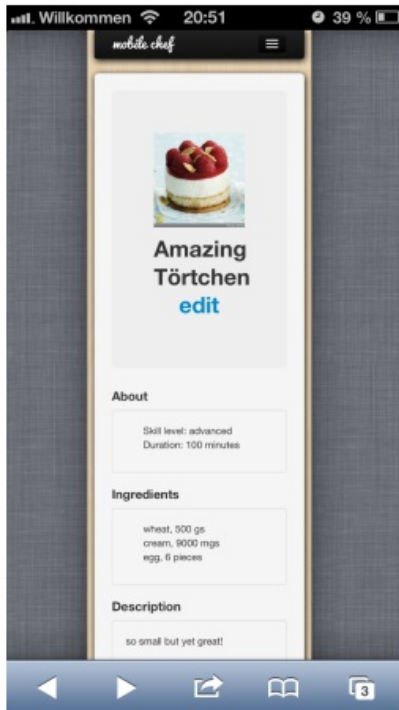 Willkommen 20:51 39 %
mobile chef
Amazing
Törtchen
edit
About
Skill level: advanced
Duration: 100 minutes
Ingredients
wheat, 500 gs
cream, 9000 mgs
egg, 6 pieces
Description
so small but yet great!
3